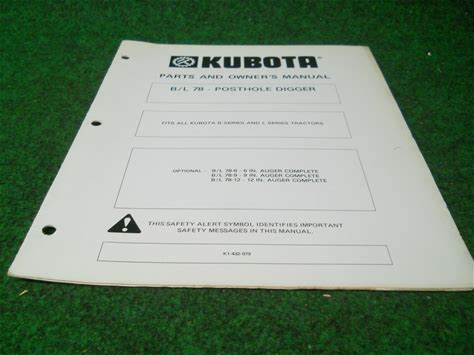 KUBOTA
PARTS AND OWNER'S MANUAL
B/L 78 - POSTHOLE DIGGER
FITS ALL KUBOTA B SERIES AND L SERIES TRACTORS
OPTIONAL - B/L 78-6 - 6 IN. AUGER COMPLETE
B/L 78-9 - 9 IN. AUGER COMPLETE
B/L 78-12 - 12 IN. AUGER COMPLETE
THIS SAFETY ALERT SYMBOL IDENTIFIES IMPORTANT
SAFETY MESSAGES IN THIS MANUAL.